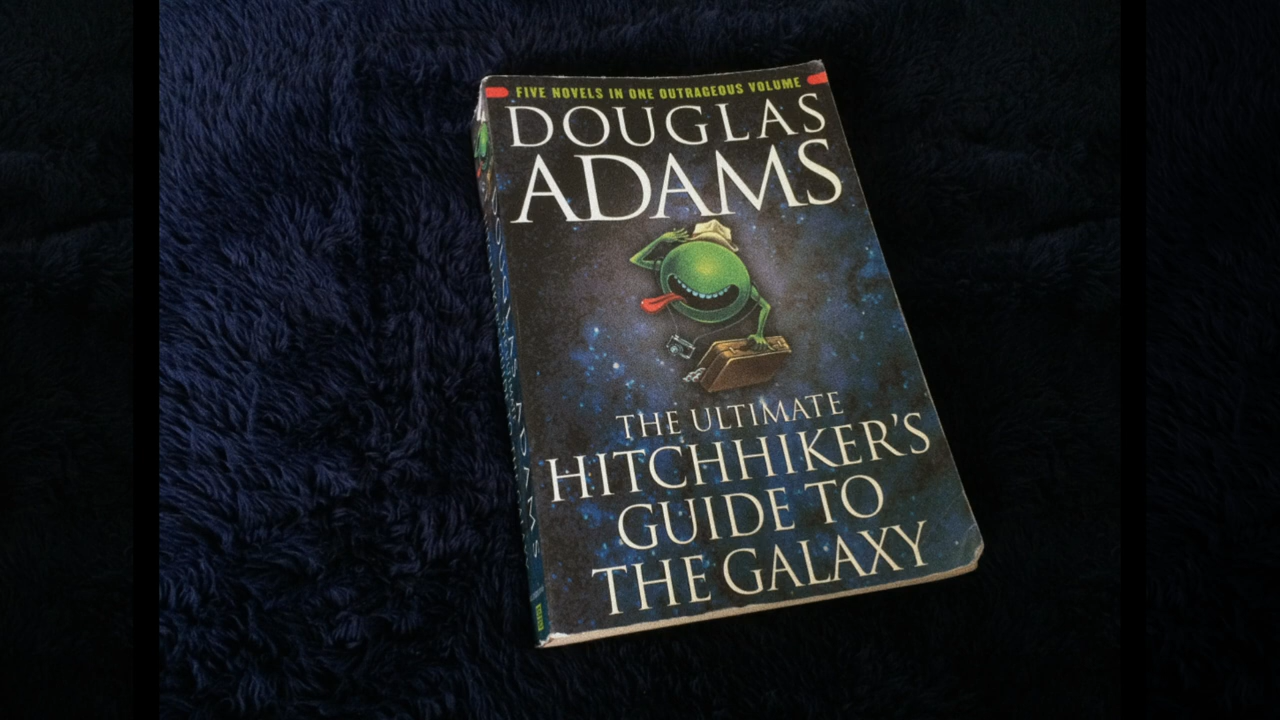 FIVE NOVELS IN ONE OUTRAGEOUS VOLUME
DOUGLAS
ADAMS
THE ULTIMATE
HITCHHIKER'S
GUIDE TO
THE GALAXY